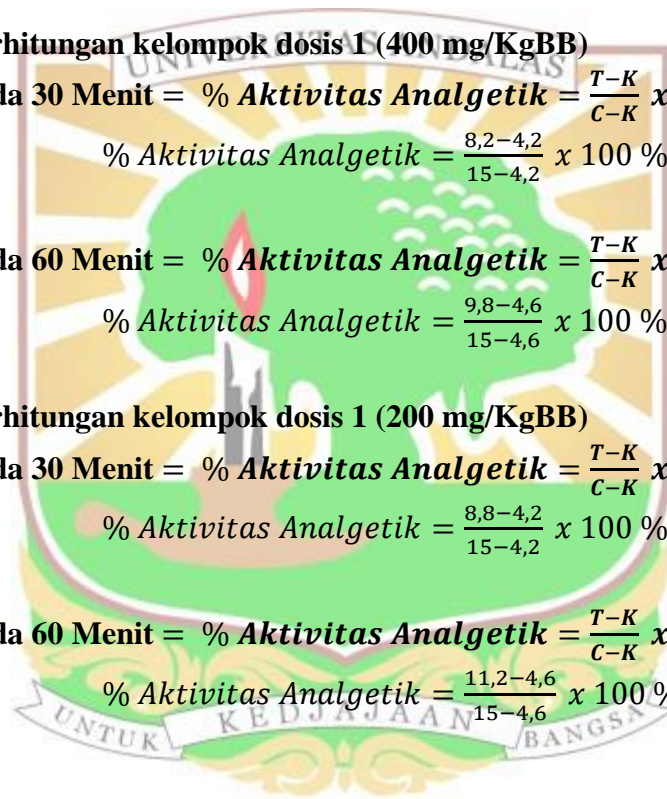 UNIVERSITAS ANDALAS
rhitungan kelompok dosis 1 (400 mg/KgBB)
da 30 Menit = % Aktivitas Analgetik = T−K/C−K x
% Aktivitas Analgetik = 8,2−4,2/15−4,2 x 100 %
da 60 Menit = % Aktivitas Analgetik = T−K/C−K x
% Aktivitas Analgetik = 9,8−4,6/15−4,6 x 100 %
rhitungan kelompok dosis 1 (200 mg/KgBB)
da 30 Menit = % Aktivitas Analgetik = T−K/C−K x
% Aktivitas Analgetik = 8,8−4,2/15−4,2 x 100 %
da 60 Menit = % Aktivitas Analgetik = T−K/C−K x
% Aktivitas Analgetik = 11,2−4,6/15−4,6 x 100 %
UNTUK KEDJAJAAN BANGSA